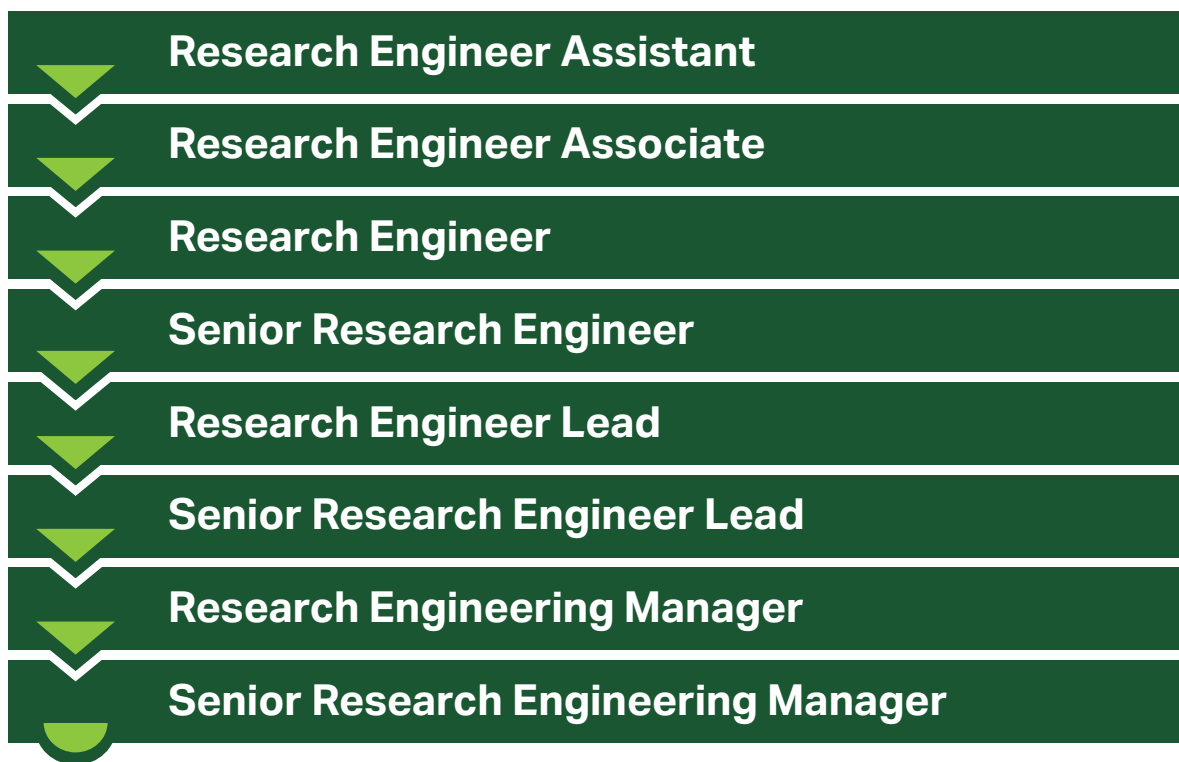 Research Engineer Assistant
Research Engineer Associate
Research Engineer
Senior Research Engineer
Research Engineer Lead
Senior Research Engineer Lead
Research Engineering Manager
Senior Research Engineering Manager